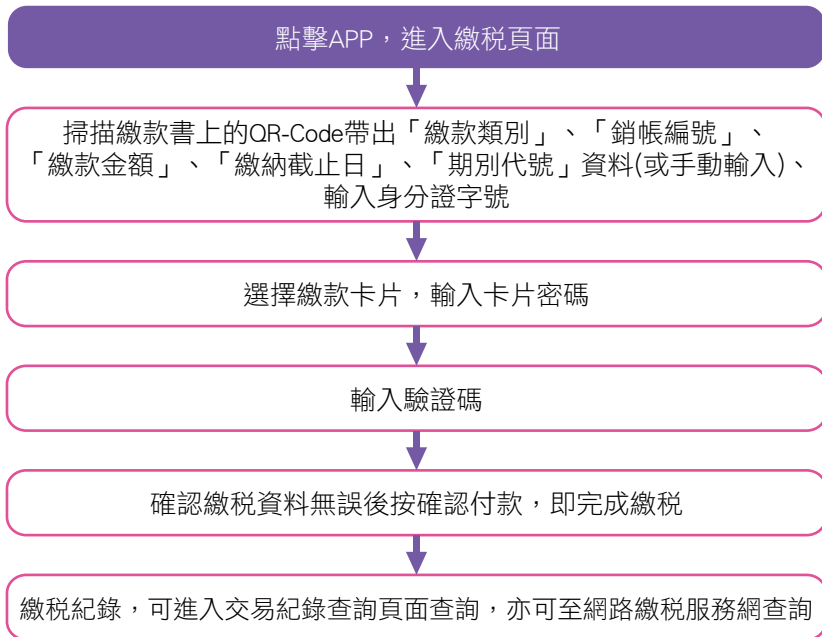 點擊APP，進入繳稅頁面
掃描繳款書上的QR-Code帶出「繳款類別」、「銷帳編號」、
「繳款金額」、「繳納截止日」、「期別代號」資料(或手動輸入)、
輸入身分證字號
選擇繳款卡片，輸入卡片密碼
輸入驗證碼
確認繳稅資料無誤後按確認付款，即完成繳稅
繳稅紀錄，可進入交易紀錄查詢頁面查詢，亦可至網路繳稅服務網查詢